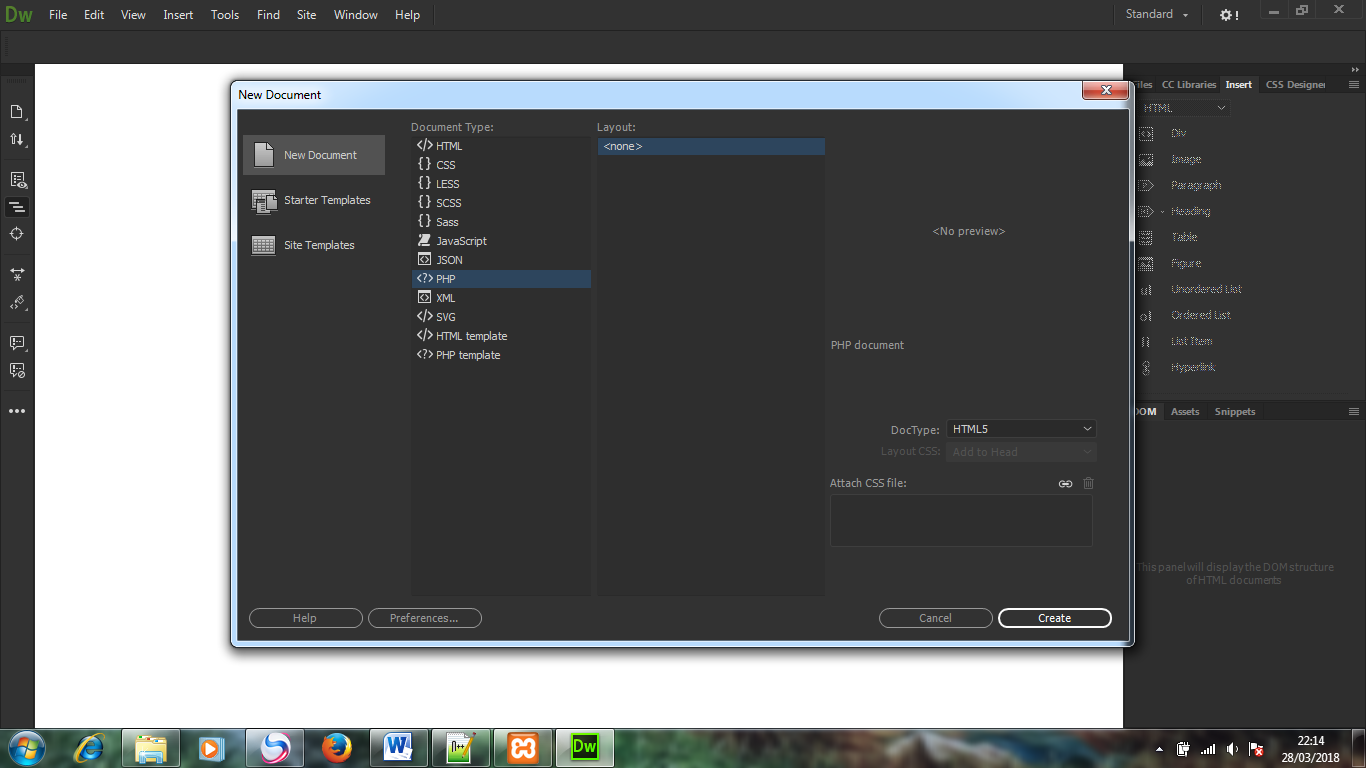 Dw File Edit View Insert Tools Find Site Window Help Standard
New Document
Files CC Libraries Insert CSS Designer
HTML
Div
Image
Paragraph
Heading
Table
Figure
Unordered List
Ordered List
List Item
Hyperlink
DOM Assets Snippets
This panel will display the DOM structure
of HTML documents
New Document
Starter Templates
Site Templates
Document Type:
HTML
CSS
LESS
SCSS
Sass
JavaScript
JSON
PHP
XML
SVG
HTML template
PHP template
Layout:
<none>
<No preview>
PHP document
DocType: HTML5
Layout CSS: Add to Head
Attach CSS file:
Help Preferences... Cancel Create
Dw
22:14
28/03/2018